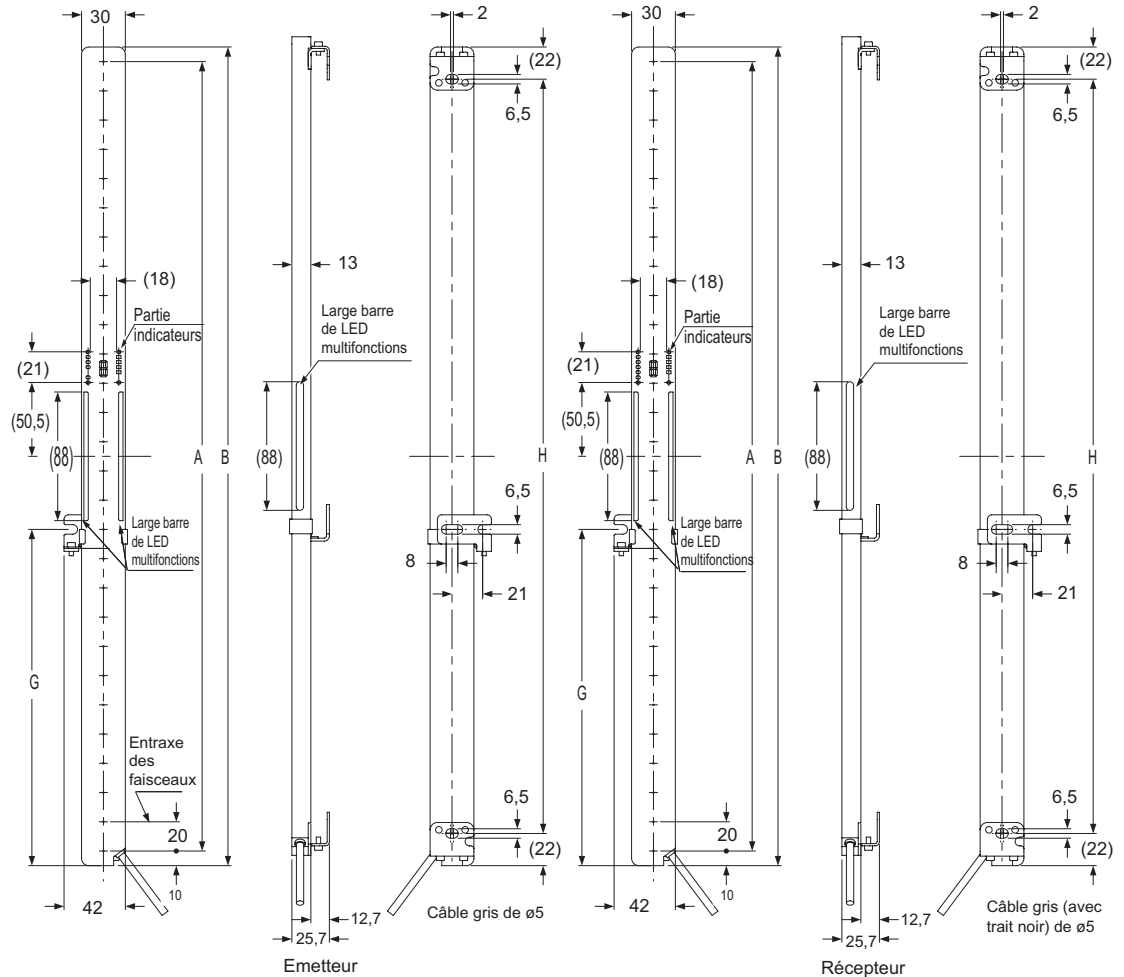 30
2
30
2
(22)
(22)
6,5
6,5
13
13
(18)
(18)
Partie
indicateurs
Large barre
de LED
multifonctions
Partie
indicateurs
Large barre
de LED
multifonctions
(21)
(21)
(50,5)
(50,5)
(88)
A
B
(88)
H
(88)
A
B
(88)
H
6,5
6,5
Large barre
de LED
multifonctions
Large barre
de LED
multifonctions
8
21
8
21
G
G
Entraxe
des
faisceaux
20
6,5
(22)
20
6,5
(22)
10
10
42
12,7
25,7
Câble gris de ø5
42
12,7
25,7
Câble gris (avec
trait noir) de ø5
Emetteur
Récepteur